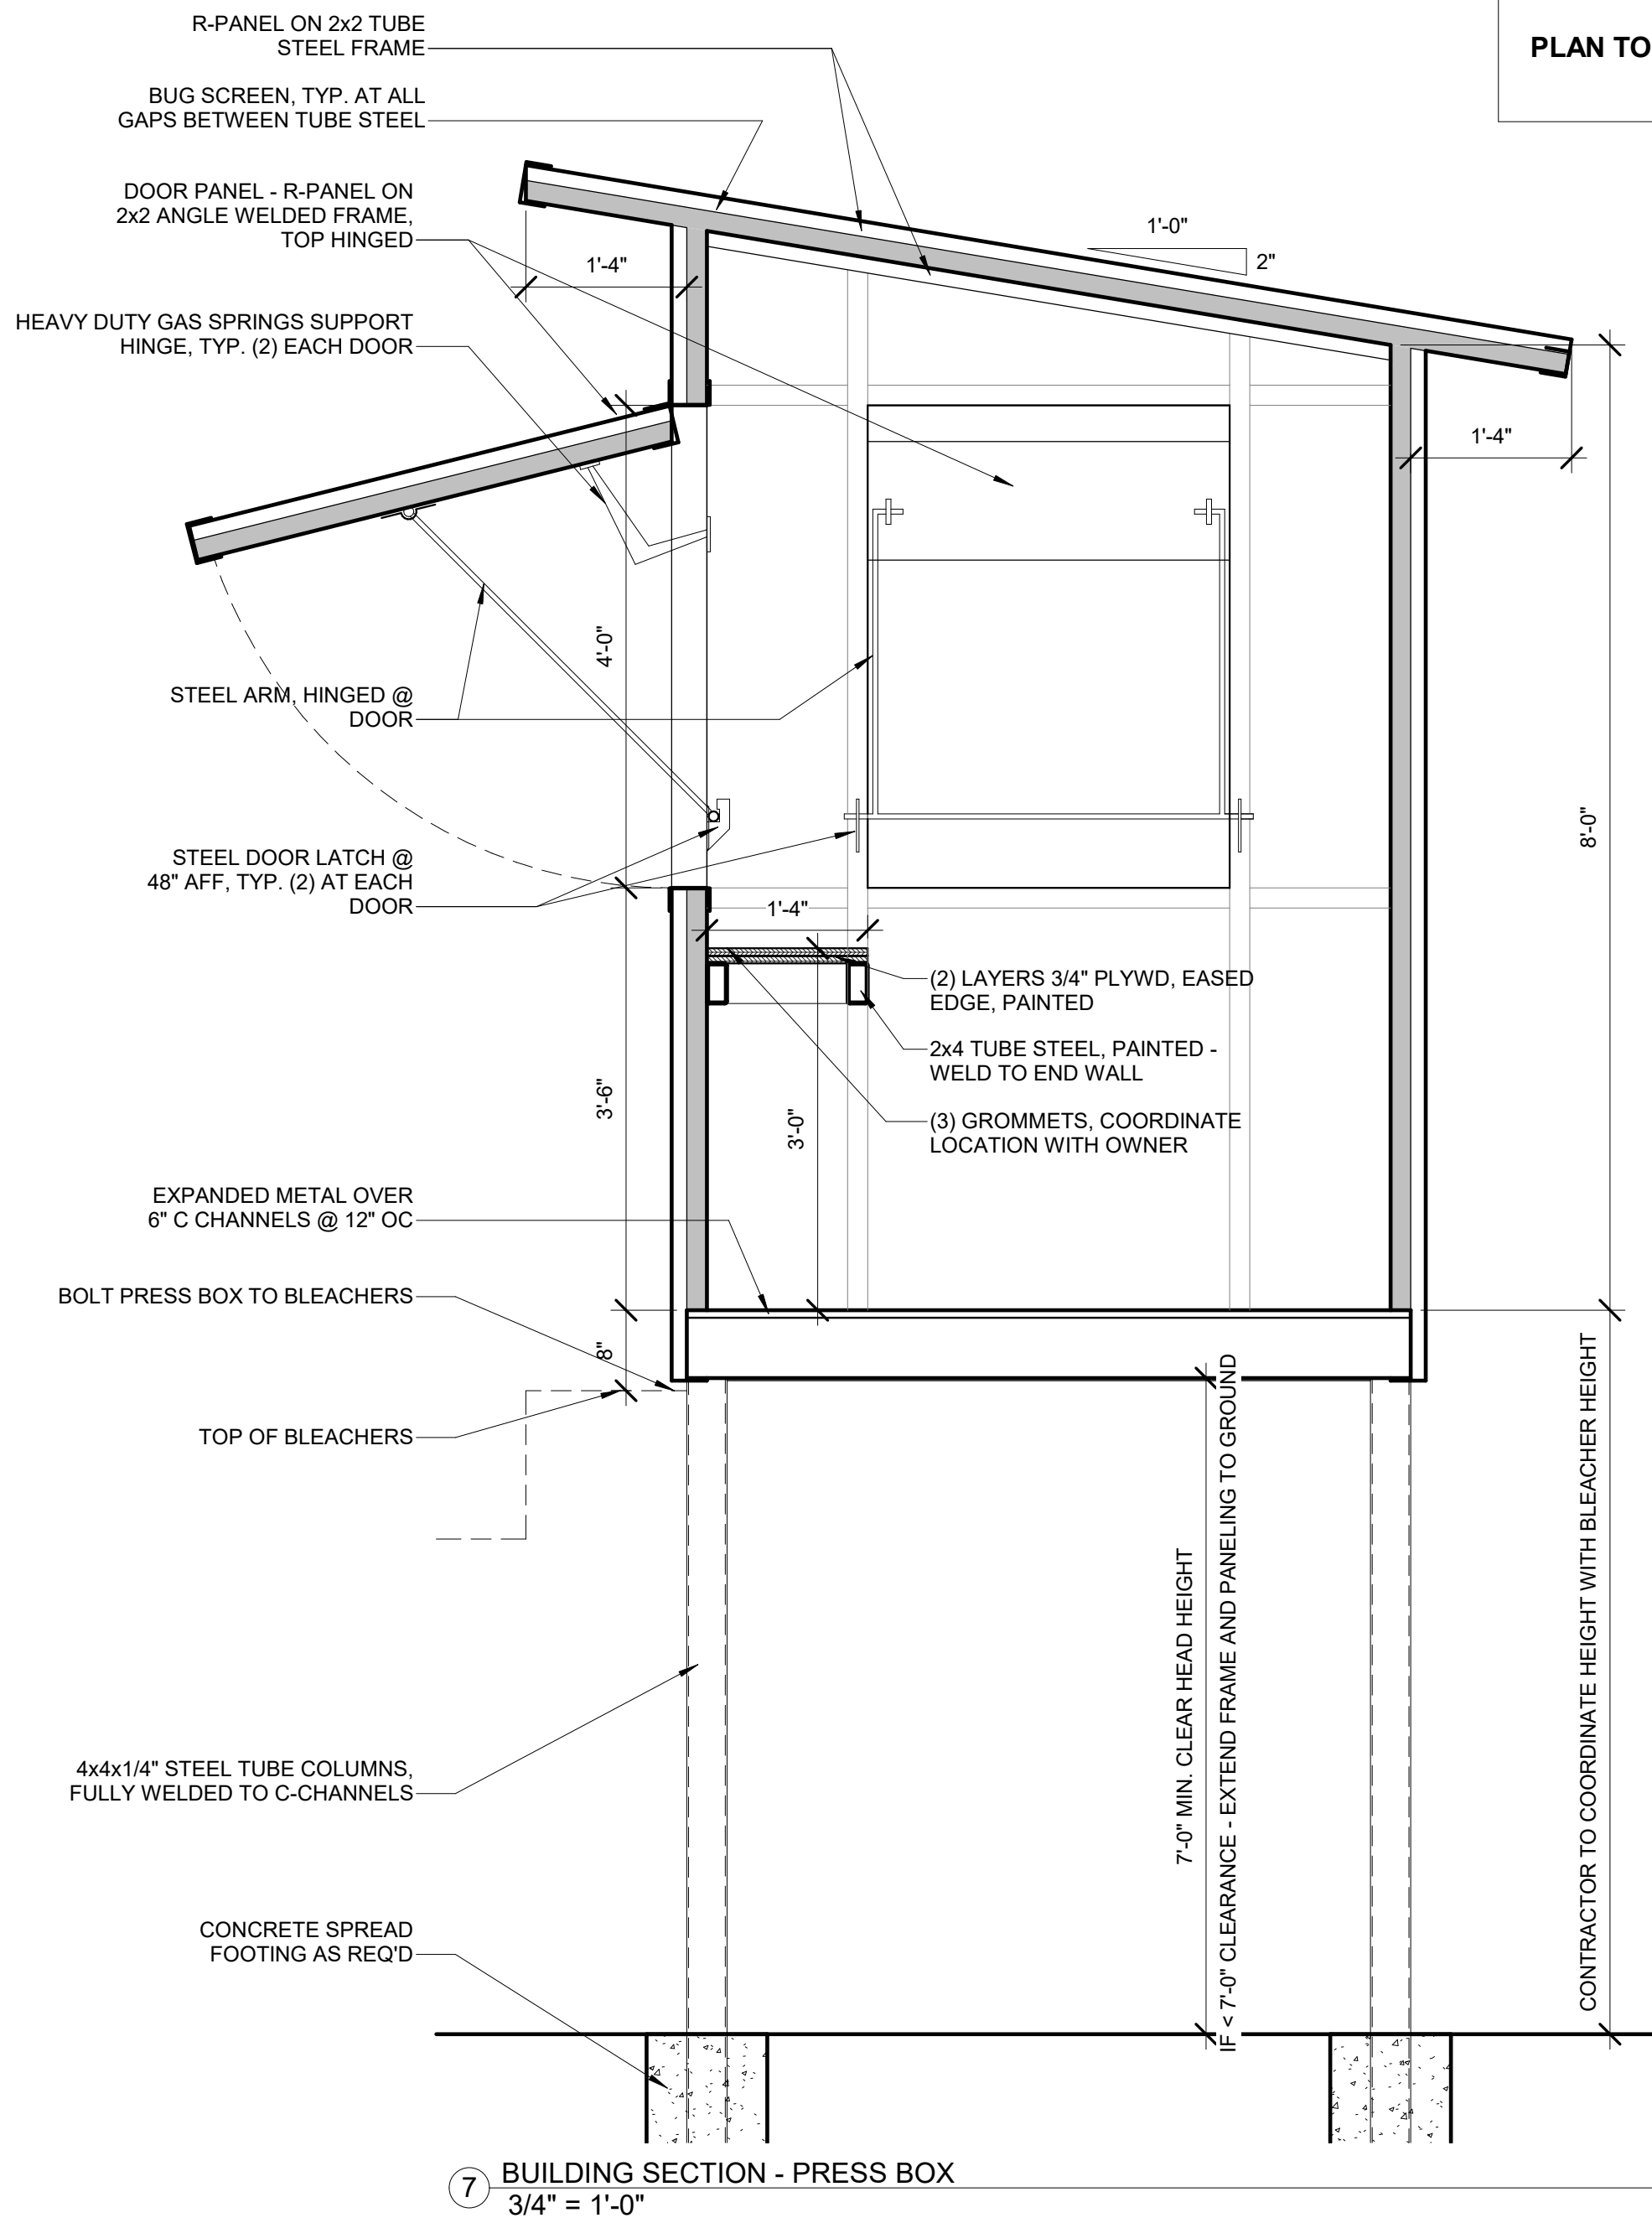 R-PANEL ON 2x2 TUBE
STEEL FRAME
PLAN TO
BUG SCREEN, TYP. AT ALL
GAPS BETWEEN TUBE STEEL
DOOR PANEL - R-PANEL ON
2x2 ANGLE WELDED FRAME,
TOP HINGED
1'-0"
2"
1'-4"
HEAVY DUTY GAS SPRINGS SUPPORT
HINGE, TYP. (2) EACH DOOR
1'-4"
4'-0"
STEEL ARM, HINGED @
DOOR
8'-0"
STEEL DOOR LATCH @
48" AFF, TYP. (2) AT EACH
DOOR
1'-4"
(2) LAYERS 3/4" PLYWD, EASED
EDGE, PAINTED
2x4 TUBE STEEL, PAINTED -
WELD TO END WALL
3'-6"
3'-0"
(3) GROMMETS, COORDINATE
LOCATION WITH OWNER
EXPANDED METAL OVER
6" C CHANNELS @ 12" OC
BOLT PRESS BOX TO BLEACHERS
8"
TOP OF BLEACHERS
7'-0" MIN. CLEAR HEAD HEIGHT
IF < 7'-0" CLEARANCE - EXTEND FRAME AND PANELING TO GROUND
CONTRACTOR TO COORDINATE HEIGHT WITH BLEACHER HEIGHT
4x4x1/4" STEEL TUBE COLUMNS,
FULLY WELDED TO C-CHANNELS
CONCRETE SPREAD
FOOTING AS REQ'D
7
BUILDING SECTION - PRESS BOX
3/4" = 1'-0"